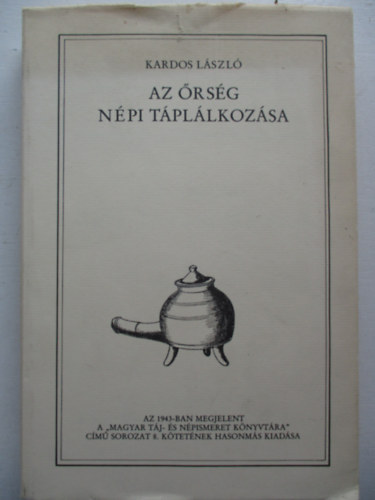 KARDOS LÁSZLÓ
AZ ŐRSÉG
NÉPI TÁPLÁLKOZÁSA
AZ 1943-BAN MEGJELENT
A „MAGYAR TÁJ- ÉS NÉPISMERET KÖNYVTÁRA”
CÍMŰ SOROZAT 8. KÖTETÉNEK HASONMÁS KIADÁSA